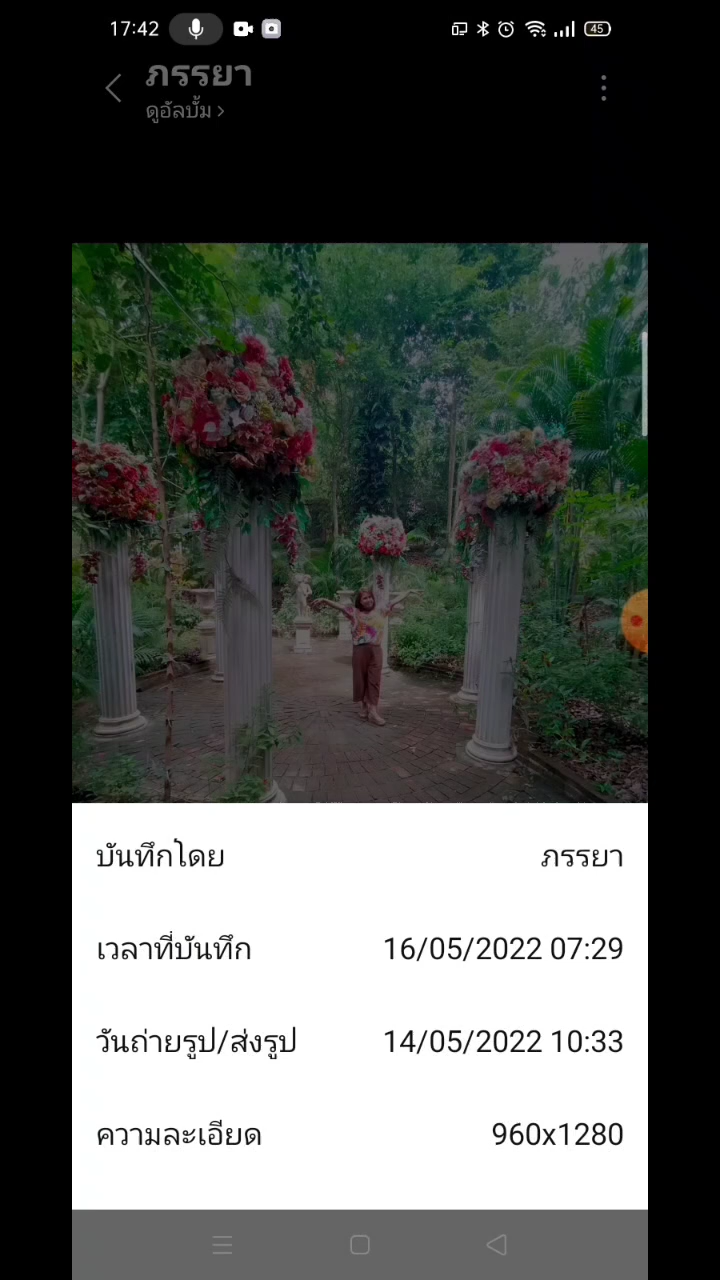 17:42 45
ภรรยา
ดูอัลบั้ม >
บันทึกโดย ภรรยา
เวลาที่บันทึก 16/05/2022 07:29
วันถ่ายรูป/ส่งรูป 14/05/2022 10:33
ความละเอียด 960x1280